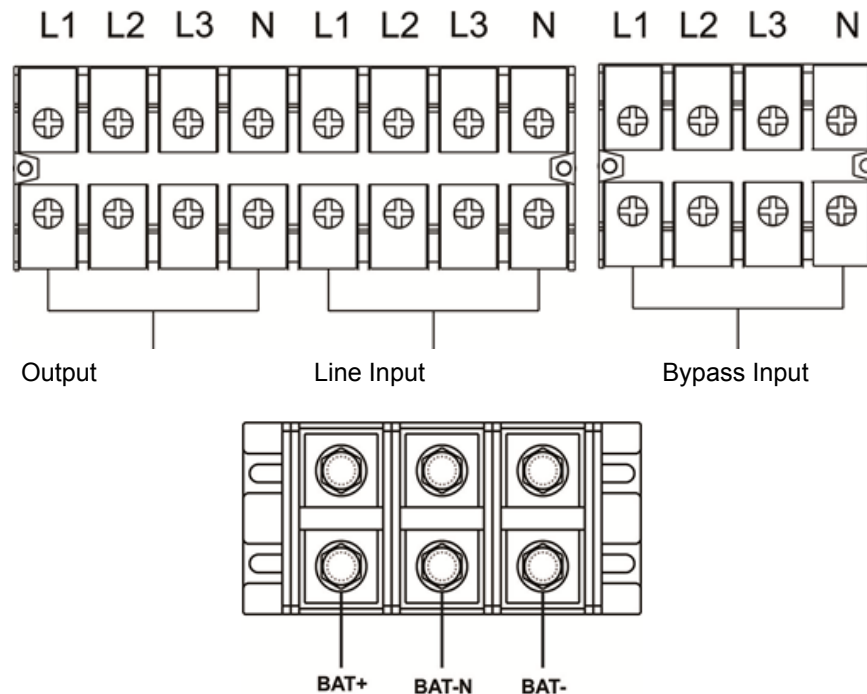 L1 L2 L3 N L1 L2 L3 N L1 L2 L3 N
Output Line Input Bypass Input
BAT+ BAT-N BAT-